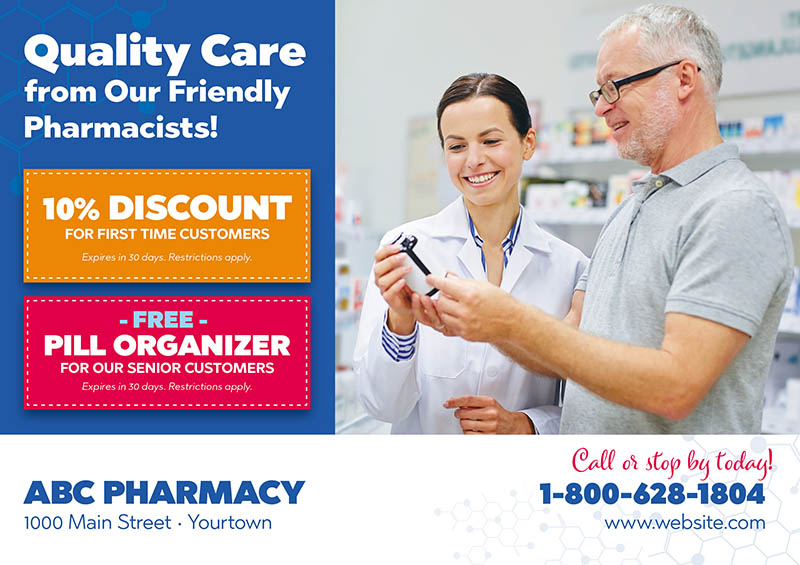 Quality Care
from Our Friendly
Pharmacists!
10% DISCOUNT
FOR FIRST TIME CUSTOMERS
Expires in 30 days. Restrictions apply.
- FREE -
PILL ORGANIZER
FOR OUR SENIOR CUSTOMERS
Expires in 30 days. Restrictions apply.
ABC PHARMACY
1000 Main Street · Yourtown
Call or stop by today!
1-800-628-1804
www.website.com